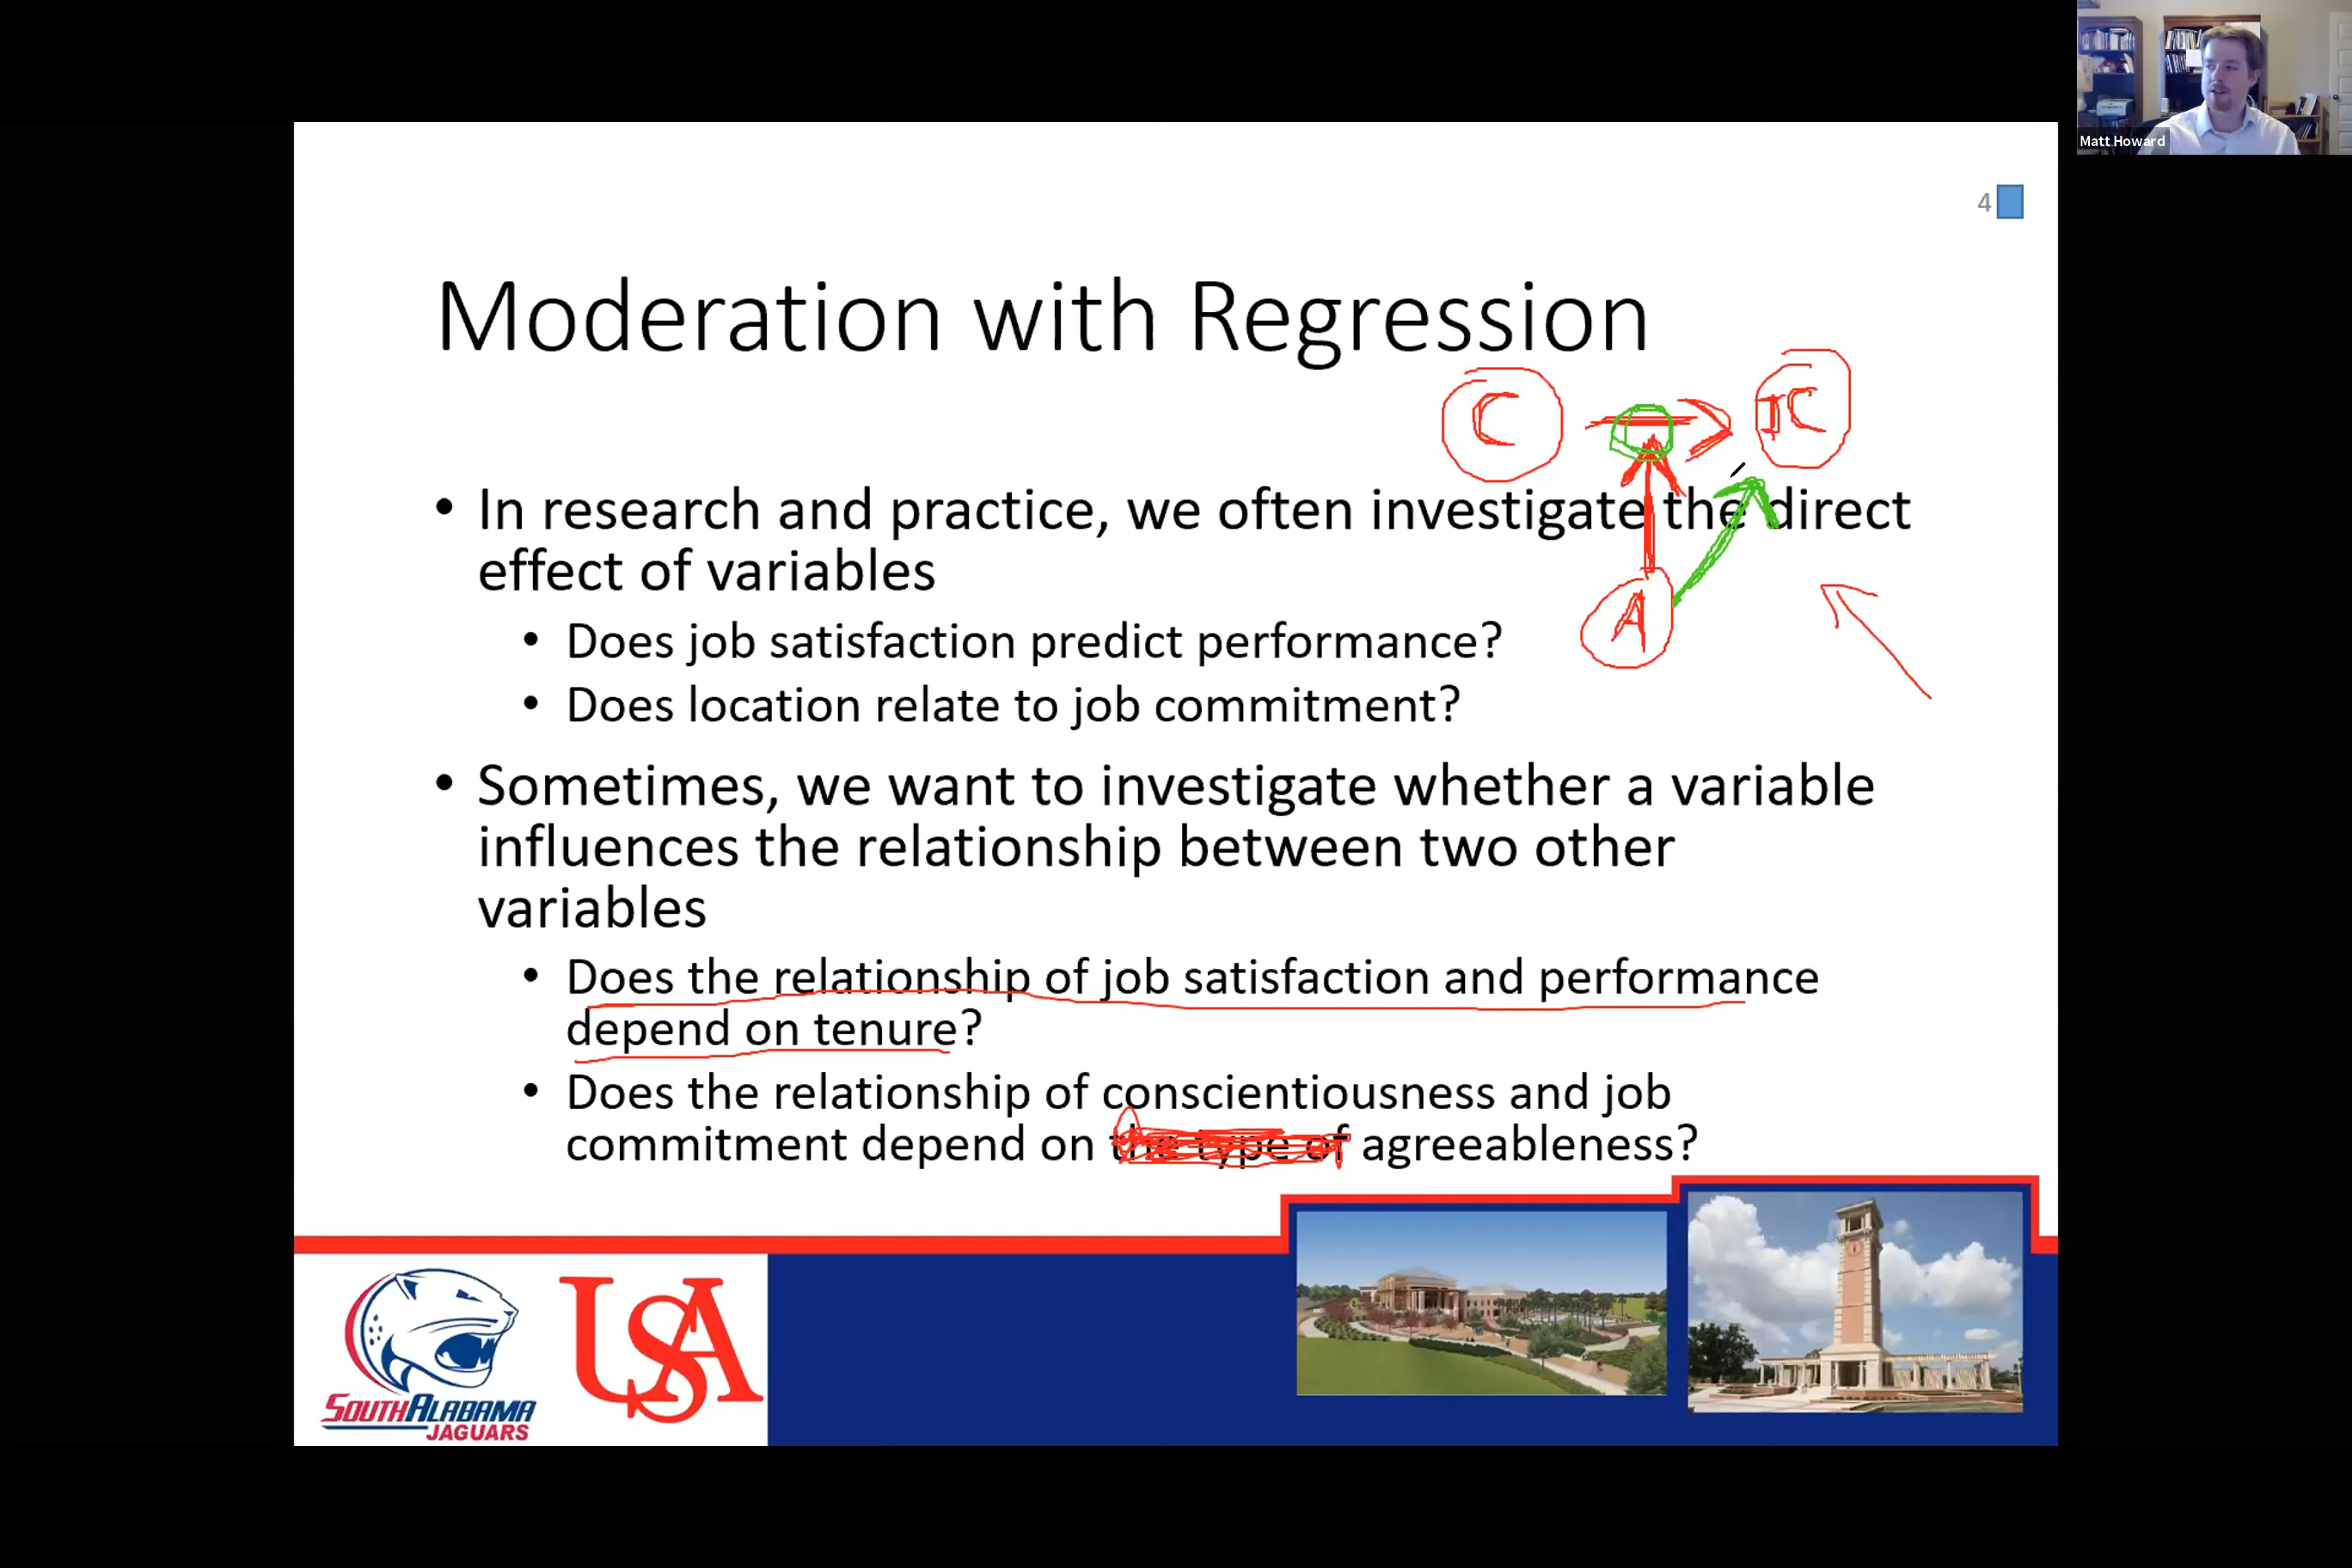 Matt Howard
4
Moderation with Regression
C
JC
• In research and practice, we often investigate the direct
effect of variables
A
• Does job satisfaction predict performance?
• Does location relate to job commitment?
• Sometimes, we want to investigate whether a variable
influences the relationship between two other
variables
• Does the relationship of job satisfaction and performance
depend on tenure?
• Does the relationship of conscientiousness and job
commitment depend on the type of agreeableness?
SOUTH ALABAMA
JAGUARS
USA